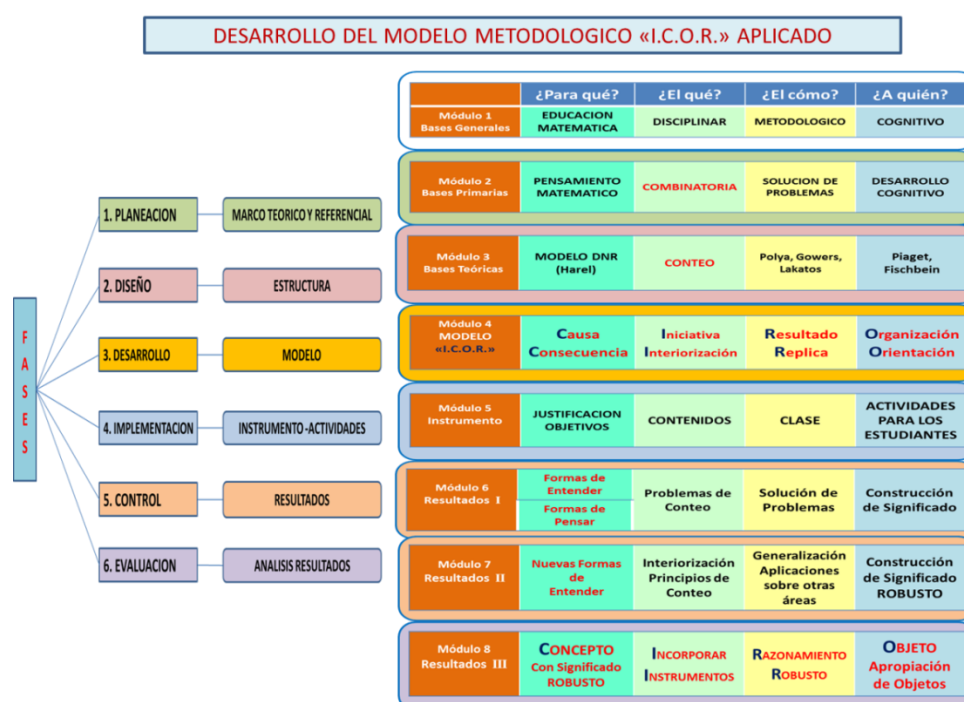 DESARROLLO DEL MODELO METODOLOGICO «I.C.O.R.» APLICADO
FASES
1. PLANEACION
MARCO TEORICO Y REFERENCIAL
2. DISEÑO
ESTRUCTURA
3. DESARROLLO
MODELO
4. IMPLEMENTACION
INSTRUMENTO -ACTIVIDADES
5. CONTROL
RESULTADOS
6. EVALUACION
ANALISIS RESULTADOS
¿Para qué?
¿El qué?
¿El cómo?
¿A quién?
Módulo 1
Bases Generales
EDUCACION
MATEMATICA
DISCIPLINAR
METODOLOGICO
COGNITIVO
Módulo 2
Bases Primarias
PENSAMIENTO
MATEMATICO
COMBINATORIA
SOLUCION DE
PROBLEMAS
DESARROLLO
COGNITIVO
Módulo 3
Bases Teóricas
MODELO DNR
(Harel)
CONTEO
Polya, Gowers,
Lakatos
Piaget,
Fischbein
Módulo 4
MODELO
«I.C.O.R.»
Causa
Consecuencia
Iniciativa
Interiorización
Resultado
Replica
Organización
Orientación
Módulo 5
Instrumento
JUSTIFICACION
OBJETIVOS
CONTENIDOS
CLASE
ACTIVIDADES
PARA LOS
ESTUDIANTES
Módulo 6
Resultados I
Formas de
Entender
Formas de
Pensar
Problemas de
Conteo
Solución de
Problemas
Construcción
de Significado
Módulo 7
Resultados II
Nuevas Formas
de
Entender
Interiorización
Principios de
Conteo
Generalización
Aplicaciones
sobre otras
áreas
Construcción
de Significado
ROBUSTO
Módulo 8
Resultados III
CONCEPTO
Con Significado
ROBUSTO
INCORPORAR
INSTRUMENTOS
RAZONAMIENTO
ROBUSTO
OBJETO
Apropiación
de Objetos